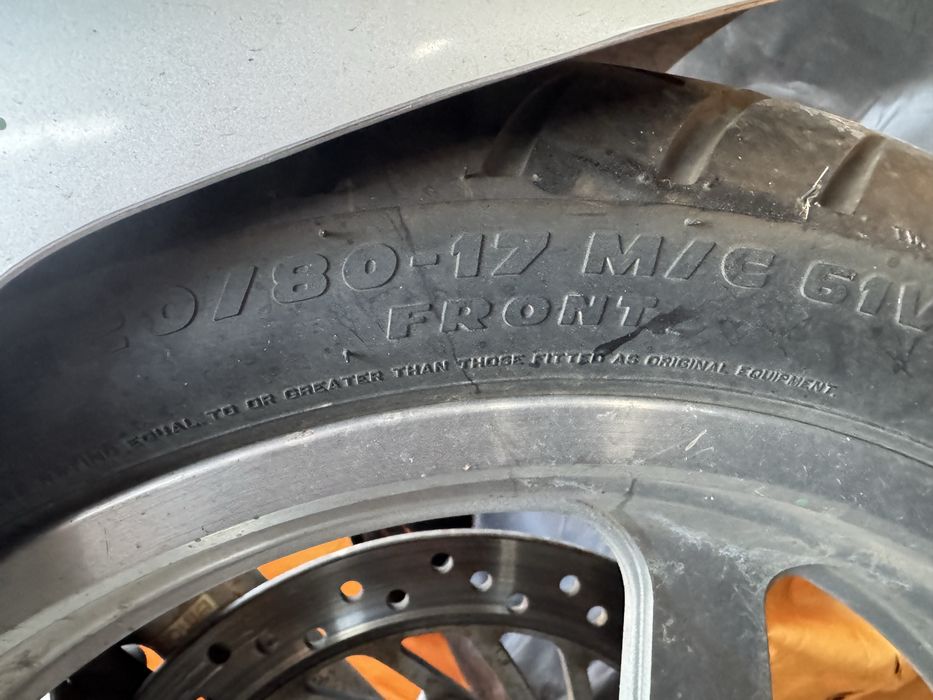 0/80-17 M/C 61V
FRONT
EQUAL TO OR GREATER THAN THOSE FITTED AS ORIGINAL EQUIPMENT.